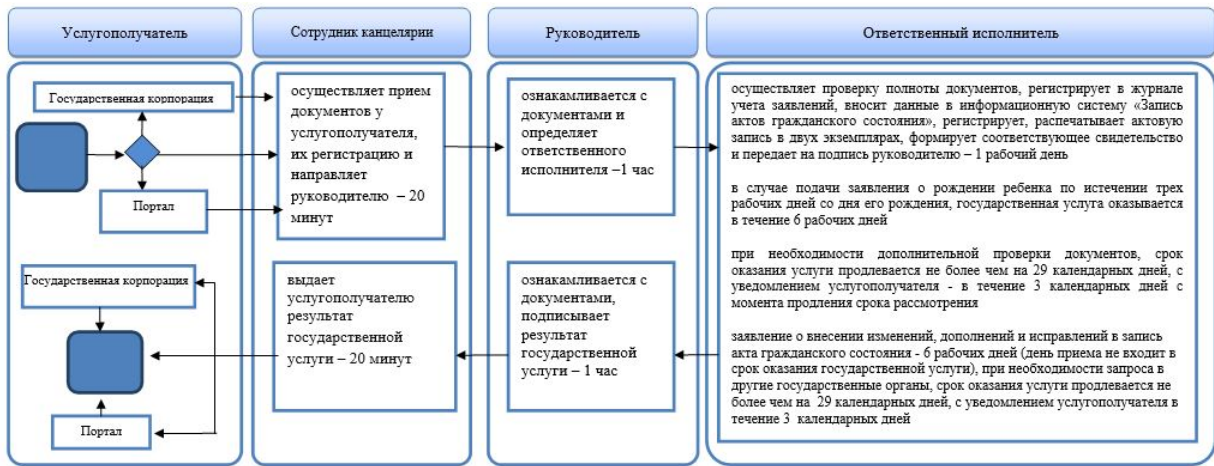 Услугополучатель
Сотрудник канцелярии
Руководитель
Ответственный исполнитель
Государственная корпорация
Портал
осуществляет прием
документов у
услугополучателя,
их регистрацию и
направляет
руководителю – 20
минут
ознакамливается с
документами и
определяет
ответственного
исполнителя –1 час
осуществляет проверку полноты документов, регистрирует в журнале
учета заявлений, вносит данные в информационную систему «Запись
актов гражданского состояния», регистрирует, распечатывает актовую
запись в двух экземплярах, формирует соответствующее свидетельство
и передает на подпись руководителю – 1 рабочий день
в случае подачи заявления о рождении ребенка по истечении трех
рабочих дней со дня его рождения, государственная услуга оказывается
в течение 6 рабочих дней
при необходимости дополнительной проверки документов, срок
оказания услуги продлевается не более чем на 29 календарных дней, с
уведомлением услугополучателя - в течение 3 календарных дней с
момента продления срока рассмотрения
заявление о внесении изменений, дополнений и исправлений в запись
акта гражданского состояния - 6 рабочих дней (день приема не входит в
срок оказания государственной услуги), при необходимости запроса в
другие государственные органы, срок оказания услуги продлевается не
более чем на 29 календарных дней, с уведомлением услугополучателя в
течение 3 календарных дней
Государственная корпорация
Портал
выдает
услугополучателю
результат
государственной
услуги – 20 минут
ознакамливается с
документами,
подписывает
результат
государственной
услуги – 1 час